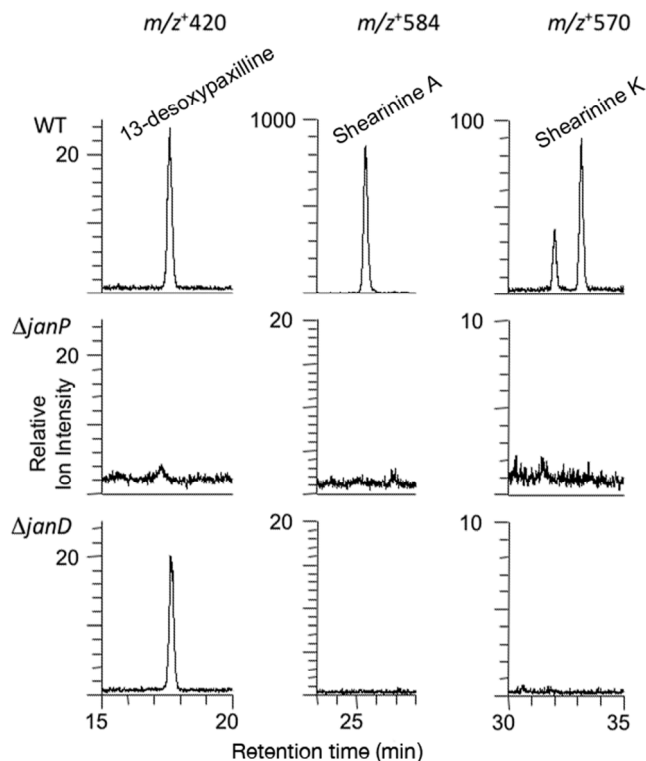 m/z+420 m/z+584 m/z+570
13-desoxypaxilline Shearinine A Shearinine K
WT
20 1000 100
ΔjanP
20 20 10
Relative
Ion Intensity
ΔjanD
20 20 10
15 20 25 30 35
Retention time (min)